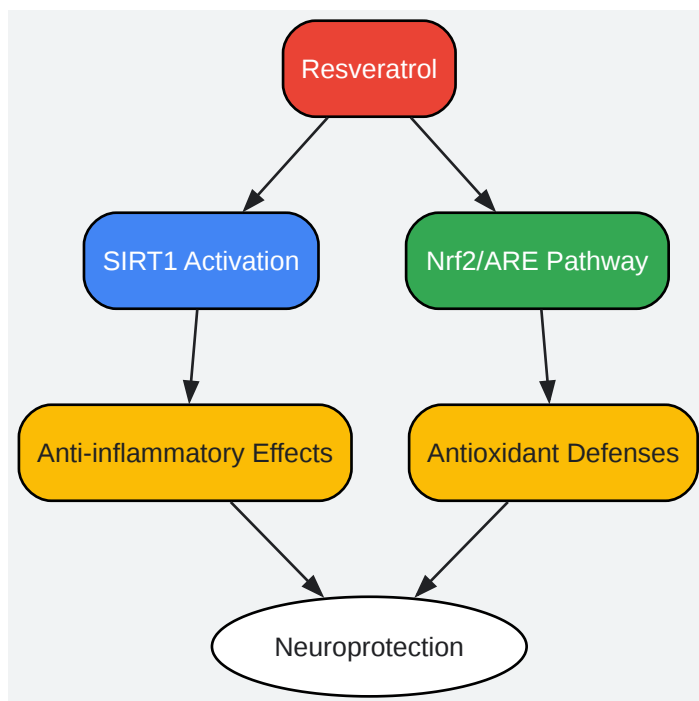 Resveratrol
SIRT1 Activation
Nrf2/ARE Pathway
Anti-inflammatory Effects
Antioxidant Defenses
Neuroprotection